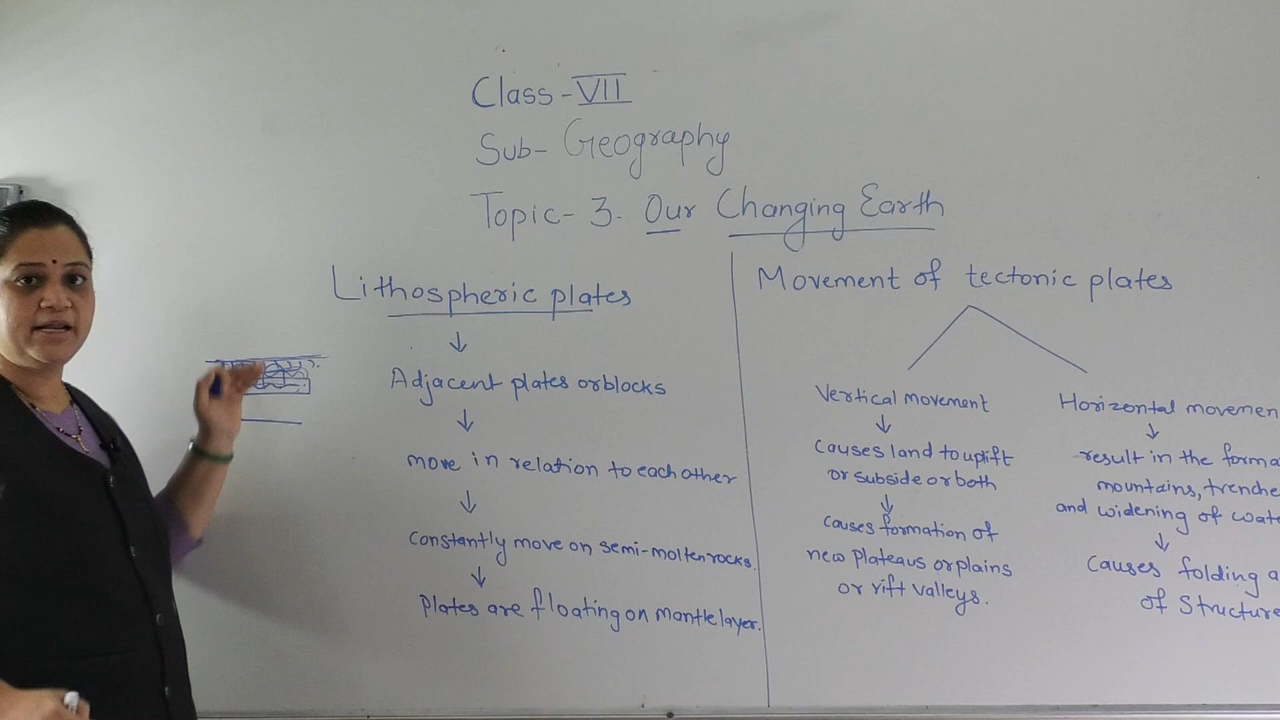 Class-VII
Sub- Geography
Topic- 3. Our Changing Earth
Lithospheric plates
↓
Adjacent plates or blocks
↓
move in relation to each other
↓
Constantly move on semi-molten rocks.
↓
Plates are floating on mantle layer.
Movement of tectonic plates
Vertical movement
↓
Causes land to uplift
or subside or both
↓
Causes formation of
new plateaus or plains
or rift valleys.
Horizontal movemen
↓
result in the forma
mountains, trenche
and widening of wate
↓
Causes folding a
of Structure